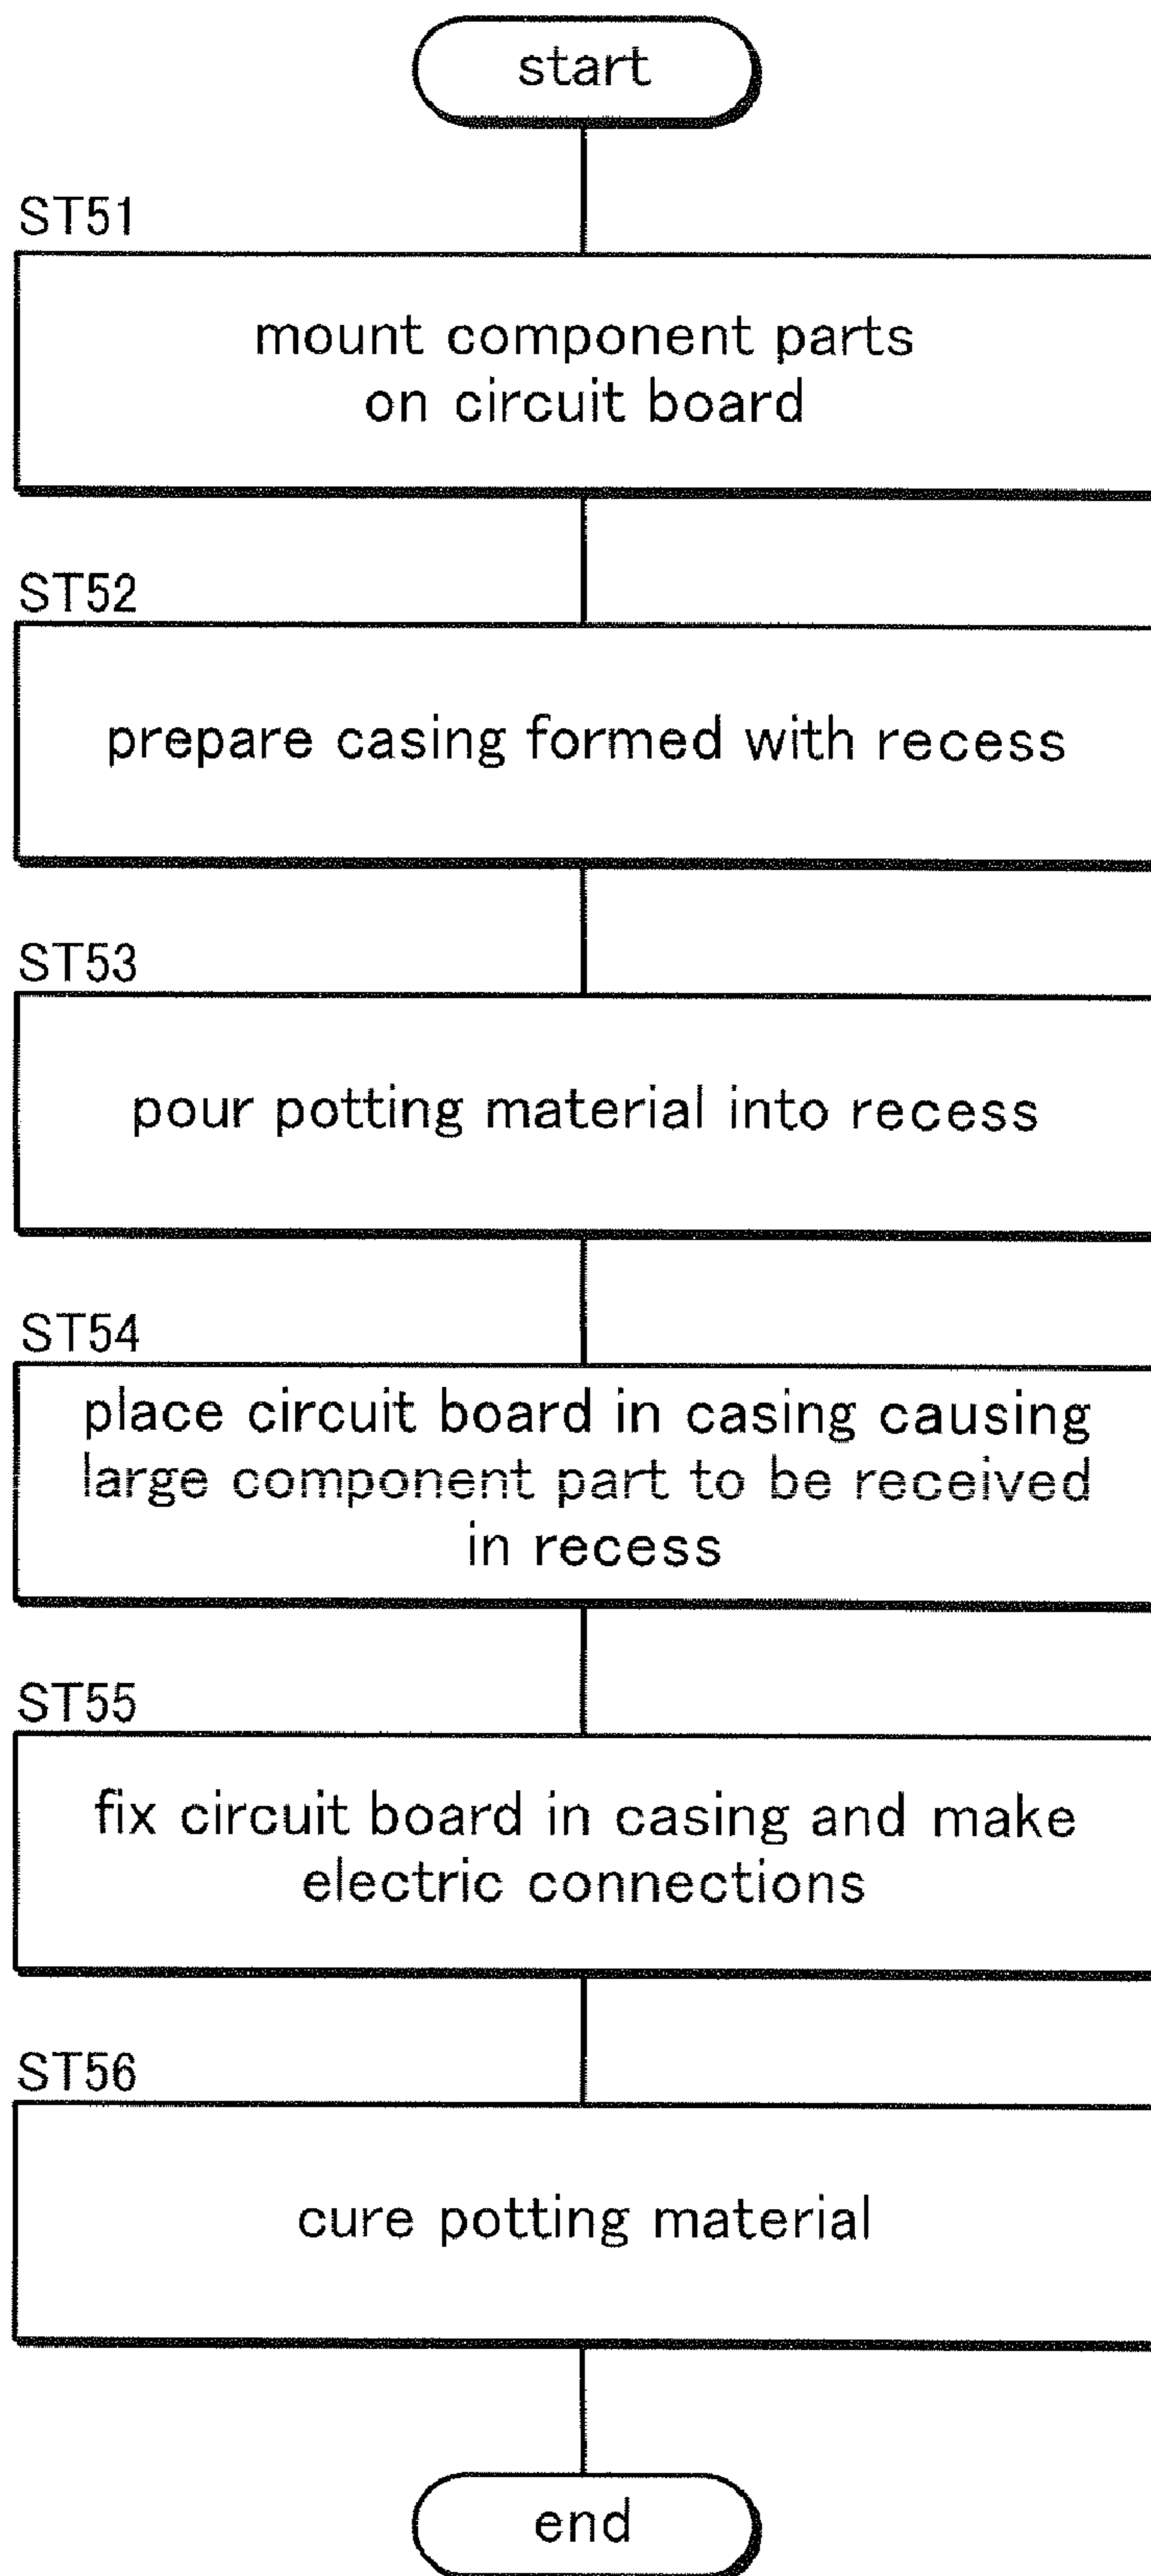 start
ST51
mount component parts
on circuit board
ST52
prepare casing formed with recess
ST53
pour potting material into recess
ST54
place circuit board in casing causing
large component part to be received
in recess
ST55
fix circuit board in casing and make
electric connections
ST56
cure potting material
end